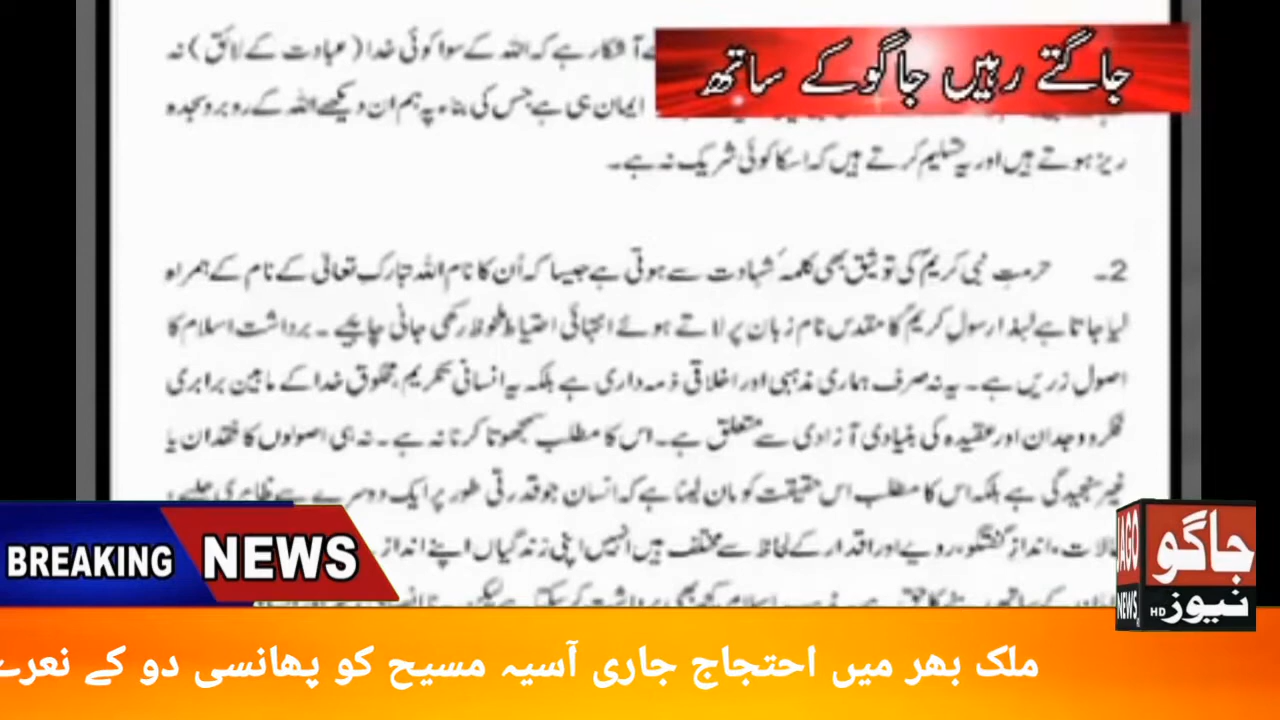 جاگتے رہیں جاگو کے ساتھ
آشکار ہے کہ اللہ کے سوا کوئی خدا (عبادت کے لائق) نہ
ایمان ہی ہے جس کی بناء پہ ہم ان دیکھے اللہ کے روبرو سجدہ
ریز ہوتے ہیں اور یہ تسلیم کرتے ہیں کہ اسکا کوئی شریک نہ ہے۔
2۔ حرمتِ نبی کریمؐ کی توثیق بھی کلمۂ شہادت سے ہوتی ہے جیسا کہ اُن کا نام اللہ تبارک تعالیٰ کے نام کے ہمراہ
لیا جاتا ہے لہٰذا رسولِ کریمؐ کا مقدس نام زبان پر لاتے ہوئے انتہائی احتیاط ملحوظ رکھی جانی چاہیے۔ برداشت اسلام کا
اصول زریں ہے۔ یہ نہ صرف ہماری مذہبی اور اخلاقی ذمہ داری ہے بلکہ یہ انسانی تکریم، مخلوق خدا کے مابین برابری
فکر و وجدان اور عقیدہ کی بنیادی آزادی سے متعلق ہے۔ اس کا مطلب سمجھوتا کرنا نہ ہے۔ نہ ہی اصولوں کا فقدان یا
غیر سنجیدگی ہے بلکہ اس کا مطلب اس حقیقت کو مان لینا ہے کہ انسان جو قدرتی طور پر ایک دوسرے سے ظاہری حلیے،
انداز گفتگو، رویے اور اقدار کے لحاظ سے مختلف ہیں انہیں اپنی زندگیاں اپنے انداز
BREAKING NEWS
JAGO NEWS
جاگو
نیوز HD
ملک بھر میں احتجاج جاری آسیہ مسیح کو پھانسی دو کے نعرے